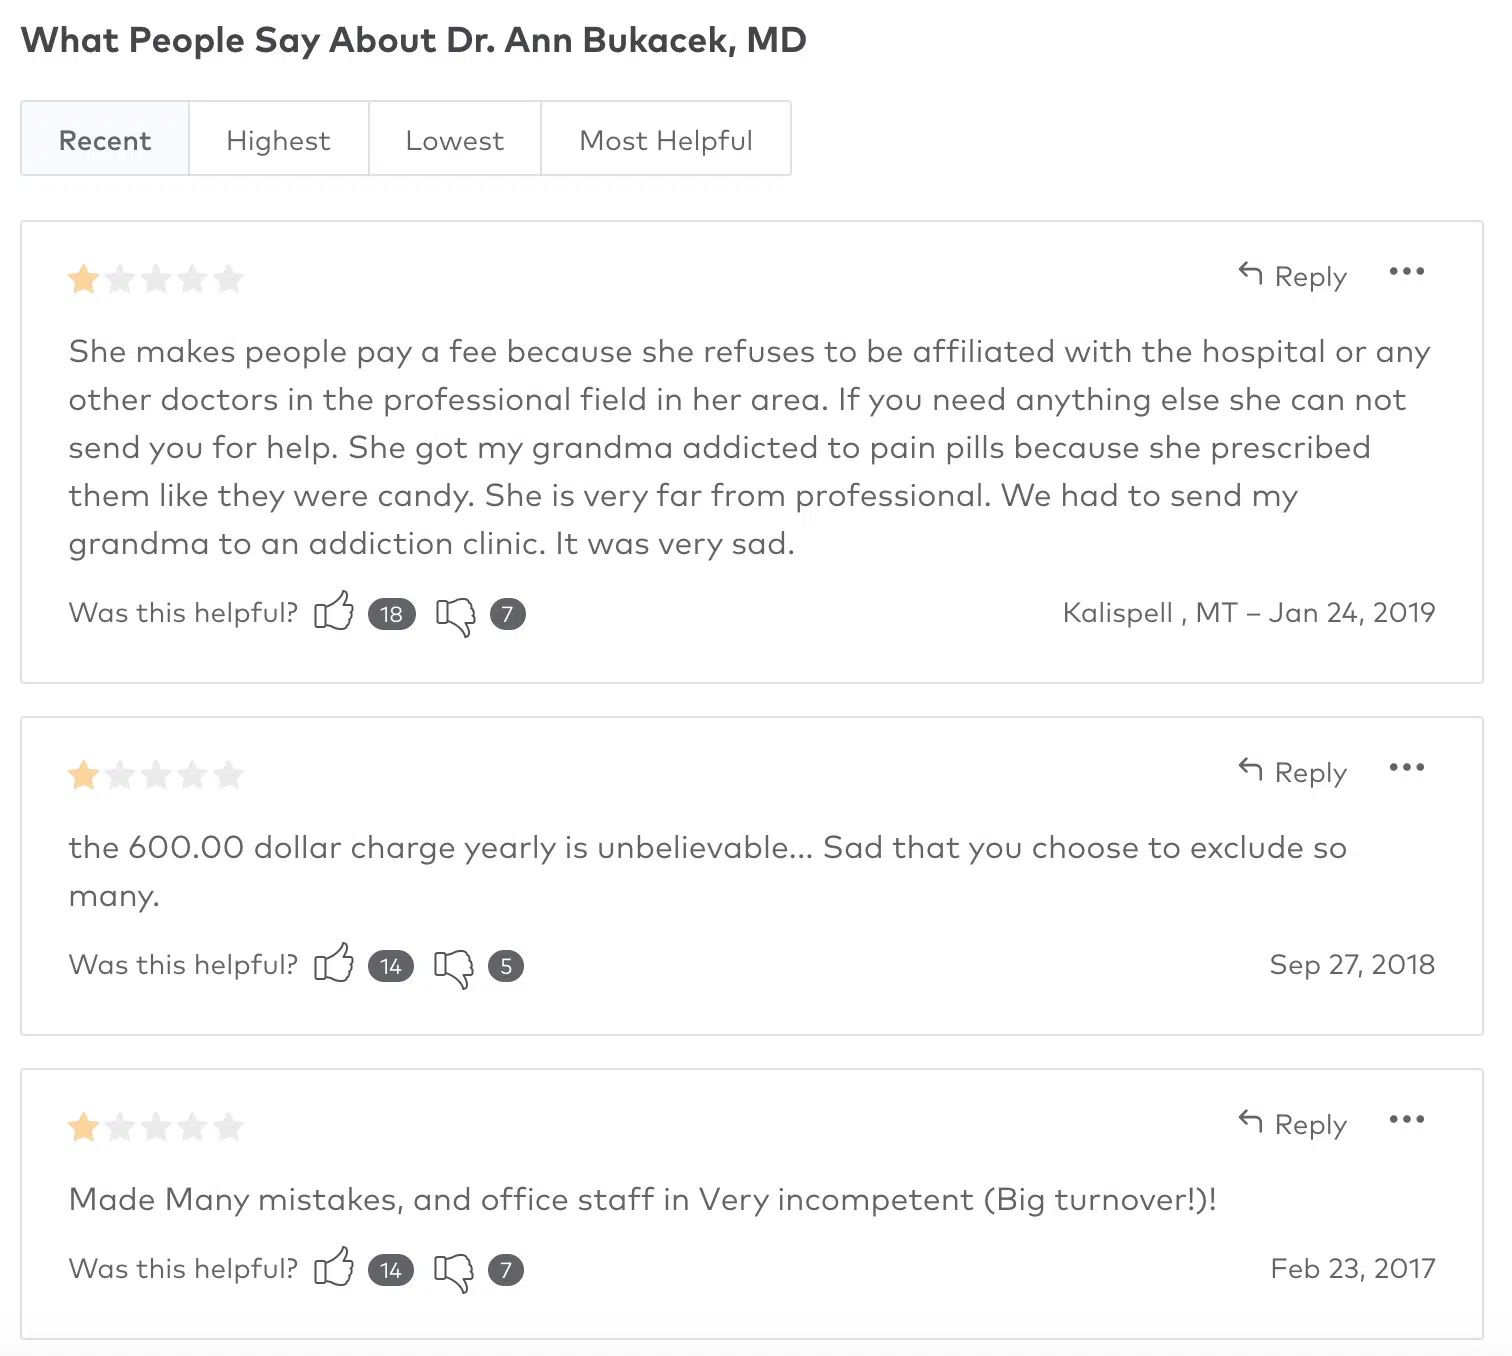 What People Say About Dr. Ann Bukacek, MD
Recent Highest Lowest Most Helpful
Reply
She makes people pay a fee because she refuses to be affiliated with the hospital or any
other doctors in the professional field in her area. If you need anything else she can not
send you for help. She got my grandma addicted to pain pills because she prescribed
them like they were candy. She is very far from professional. We had to send my
grandma to an addiction clinic. It was very sad.
Was this helpful? 18 7 Kalispell , MT – Jan 24, 2019
Reply
the 600.00 dollar charge yearly is unbelievable... Sad that you choose to exclude so
many.
Was this helpful? 14 5 Sep 27, 2018
Reply
Made Many mistakes, and office staff in Very incompetent (Big turnover!)!
Was this helpful? 14 7 Feb 23, 2017